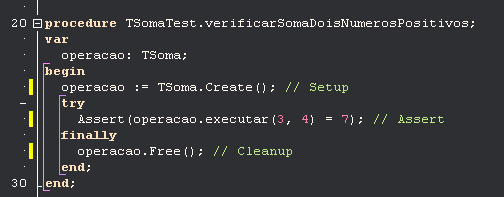 20 procedure TSomaTest.verificarSomaDoisNumerosPositivos;
var
operacao: TSoma;
begin
operacao := TSoma.Create(); // Setup
try
Assert(operacao.executar(3, 4) = 7); // Assert
finally
operacao.Free(); // Cleanup
end;
30 end;